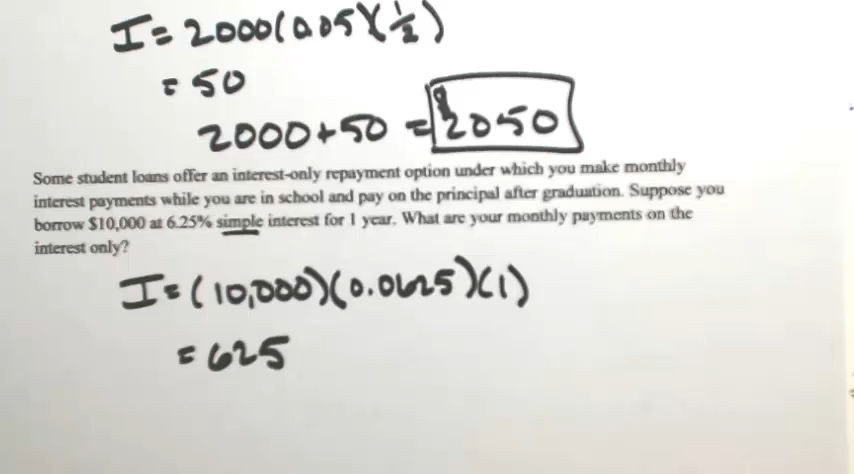 I = 2000(0.05)(1/2)
= 50
2000 + 50 = $2050
Some student loans offer an interest-only repayment option under which you make monthly
interest payments while you are in school and pay on the principal after graduation. Suppose you
borrow $10,000 at 6.25% simple interest for 1 year. What are your monthly payments on the
interest only?
I = (10,000)(0.0625)(1)
= 625